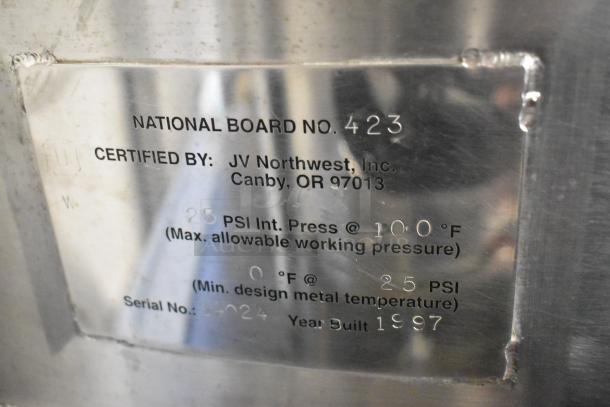 NATIONAL BOARD NO. 423
CERTIFIED BY: JV Northwest, Inc.
Canby, OR 97013
25 PSI Int. Press @ 100 °F
(Max. allowable working pressure)
0 °F @ 25 PSI
(Min. design metal temperature)
Serial No.:
Year Built 1997